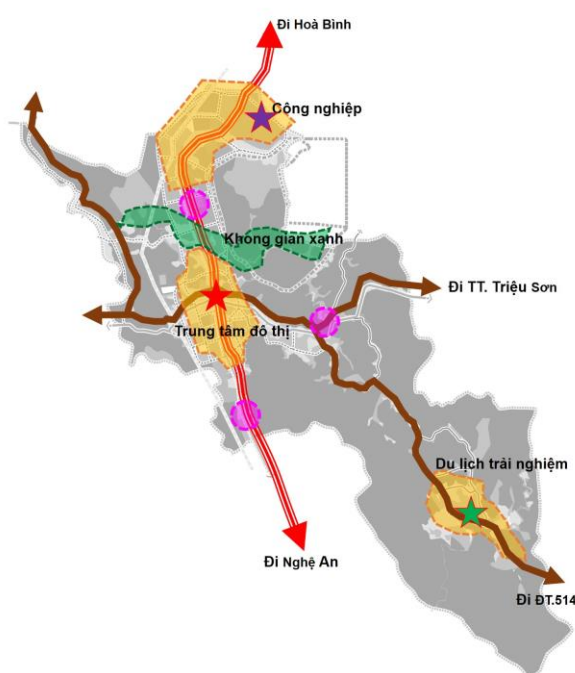 Đi Hoà Bình
Công nghiệp
Không gian xanh
Đi TT. Triệu Sơn
Trung tâm đô thị
Du lịch trải nghiệm
Đi Nghệ An
Đi ĐT.514